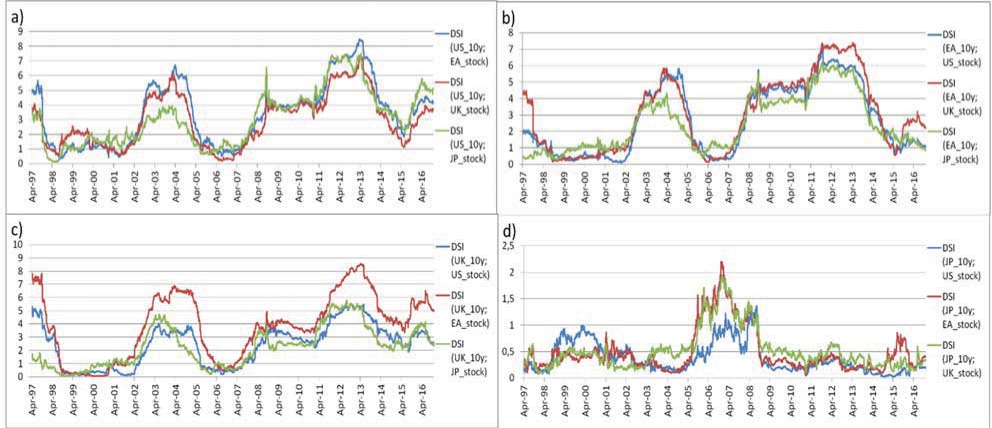 a)
9
8
7
6
5
4
3
2
1
0
Apr-97
Apr-98
Apr-99
Apr-00
Apr-01
Apr-02
Apr-03
Apr-04
Apr-05
Apr-06
Apr-07
Apr-08
Apr-09
Apr-10
Apr-11
Apr-12
Apr-13
Apr-14
Apr-15
Apr-16
DSI
(US_10y;
EA_stock)
DSI
(US_10y;
UK_stock)
DSI
(US_10y;
JP_stock)
b)
8
7
6
5
4
3
2
1
0
Apr-97
Apr-98
Apr-99
Apr-00
Apr-01
Apr-02
Apr-03
Apr-04
Apr-05
Apr-06
Apr-07
Apr-08
Apr-09
Apr-10
Apr-11
Apr-12
Apr-13
Apr-14
Apr-15
Apr-16
DSI
(EA_10y;
US_stock)
DSI
(EA_10y;
UK_stock)
DSI
(EA_10y;
JP_stock)
c)
10
9
8
7
6
5
4
3
2
1
0
Apr-97
Apr-98
Apr-99
Apr-00
Apr-01
Apr-02
Apr-03
Apr-04
Apr-05
Apr-06
Apr-07
Apr-08
Apr-09
Apr-10
Apr-11
Apr-12
Apr-13
Apr-14
Apr-15
Apr-16
DSI
(UK_10y;
US_stock)
DSI
(UK_10y;
EA_stock)
DSI
(UK_10y;
JP_stock)
d)
2,5
2
1,5
1
0,5
0
Apr-97
Apr-98
Apr-99
Apr-00
Apr-01
Apr-02
Apr-03
Apr-04
Apr-05
Apr-06
Apr-07
Apr-08
Apr-09
Apr-10
Apr-11
Apr-12
Apr-13
Apr-14
Apr-15
Apr-16
DSI
(JP_10y;
US_stock)
DSI
(JP_10y;
EA_stock)
DSI
(JP_10y;
UK_stock)